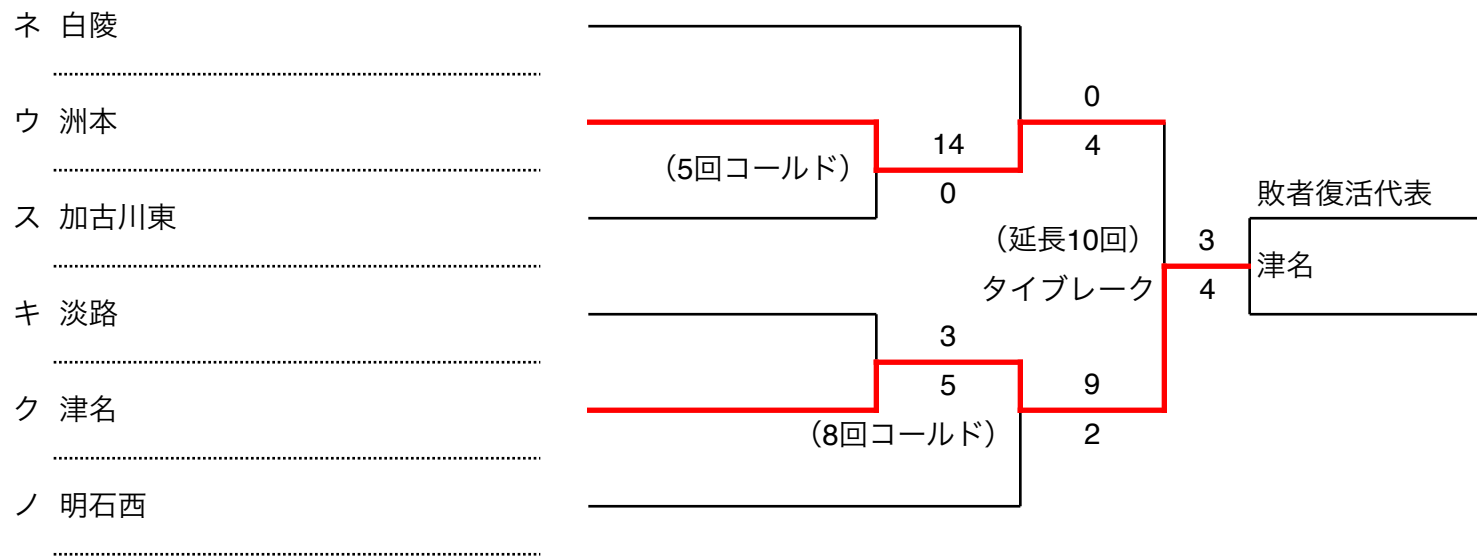 ネ 白陵
0
ウ 洲本
14
4
(5回コールド)
0
敗者復活代表
ス 加古川東
(延長10回)
3
津名
タイブレーク
4
キ 淡路
3
5
9
ク 津名
(8回コールド)
2
ノ 明石西